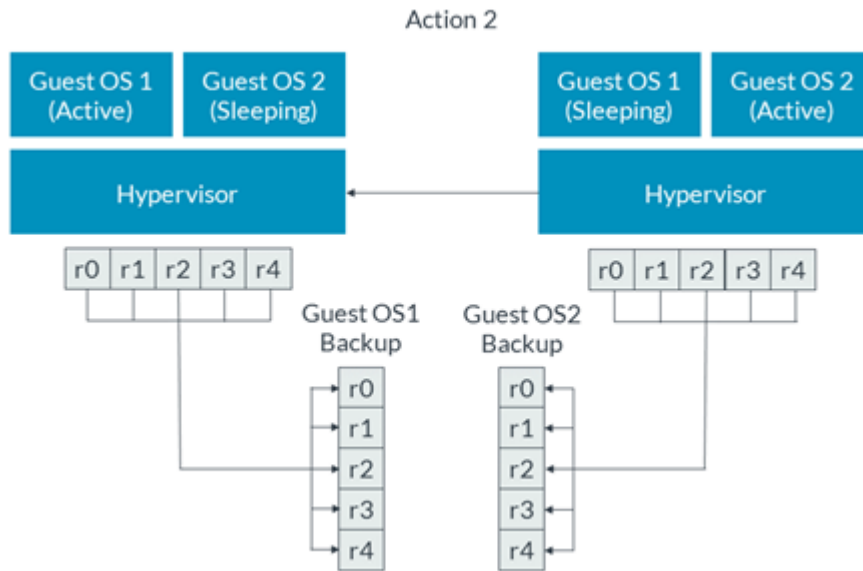 Action 2
Guest OS 1
(Active)
Guest OS 2
(Sleeping)
Guest OS 1
(Sleeping)
Guest OS 2
(Active)
Hypervisor
Hypervisor
r0 r1 r2 r3 r4
r0 r1 r2 r3 r4
Guest OS1
Backup
Guest OS2
Backup
r0
r1
r2
r3
r4
r0
r1
r2
r3
r4